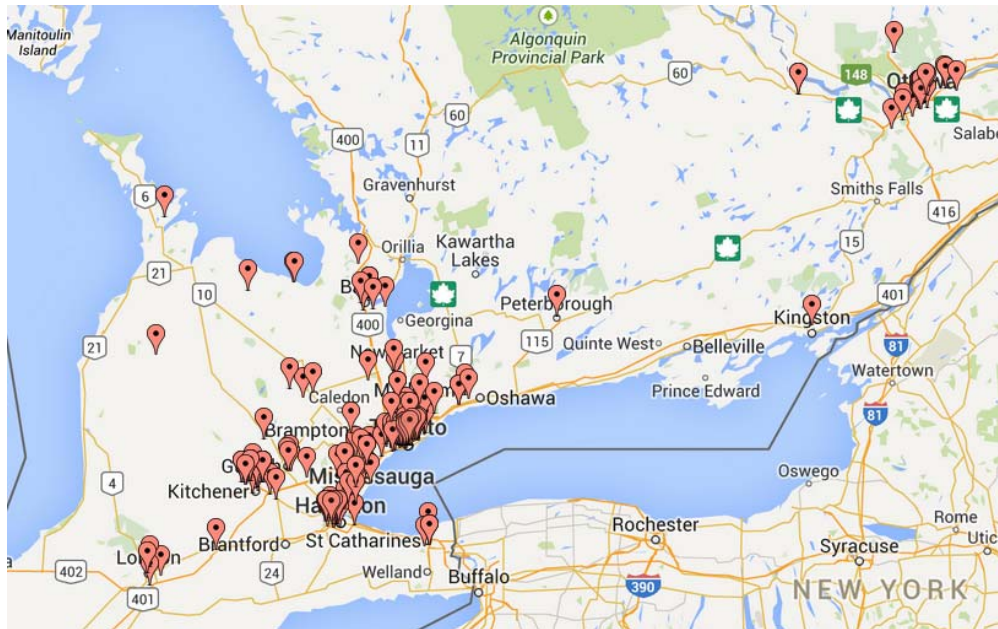 Manitoulin
Island
Algonquin
Provincial Park
60
148
Salabe
400
11
60
Gravenhurst
6
Smiths Falls
416
Orillia
Kawartha
Lakes
15
21
10
400
Georgina
Peterborough
115
Quinte West
Belleville
Kingston
401
81
Watertown
21
7
Prince Edward
Caledon
Oshawa
81
Brampton
Mississauga
4
Kitchener
Oswego
Rome
Brantford
St Catharines
Rochester
Syracuse
402
24
Welland
Buffalo
390
401
NEW YORK